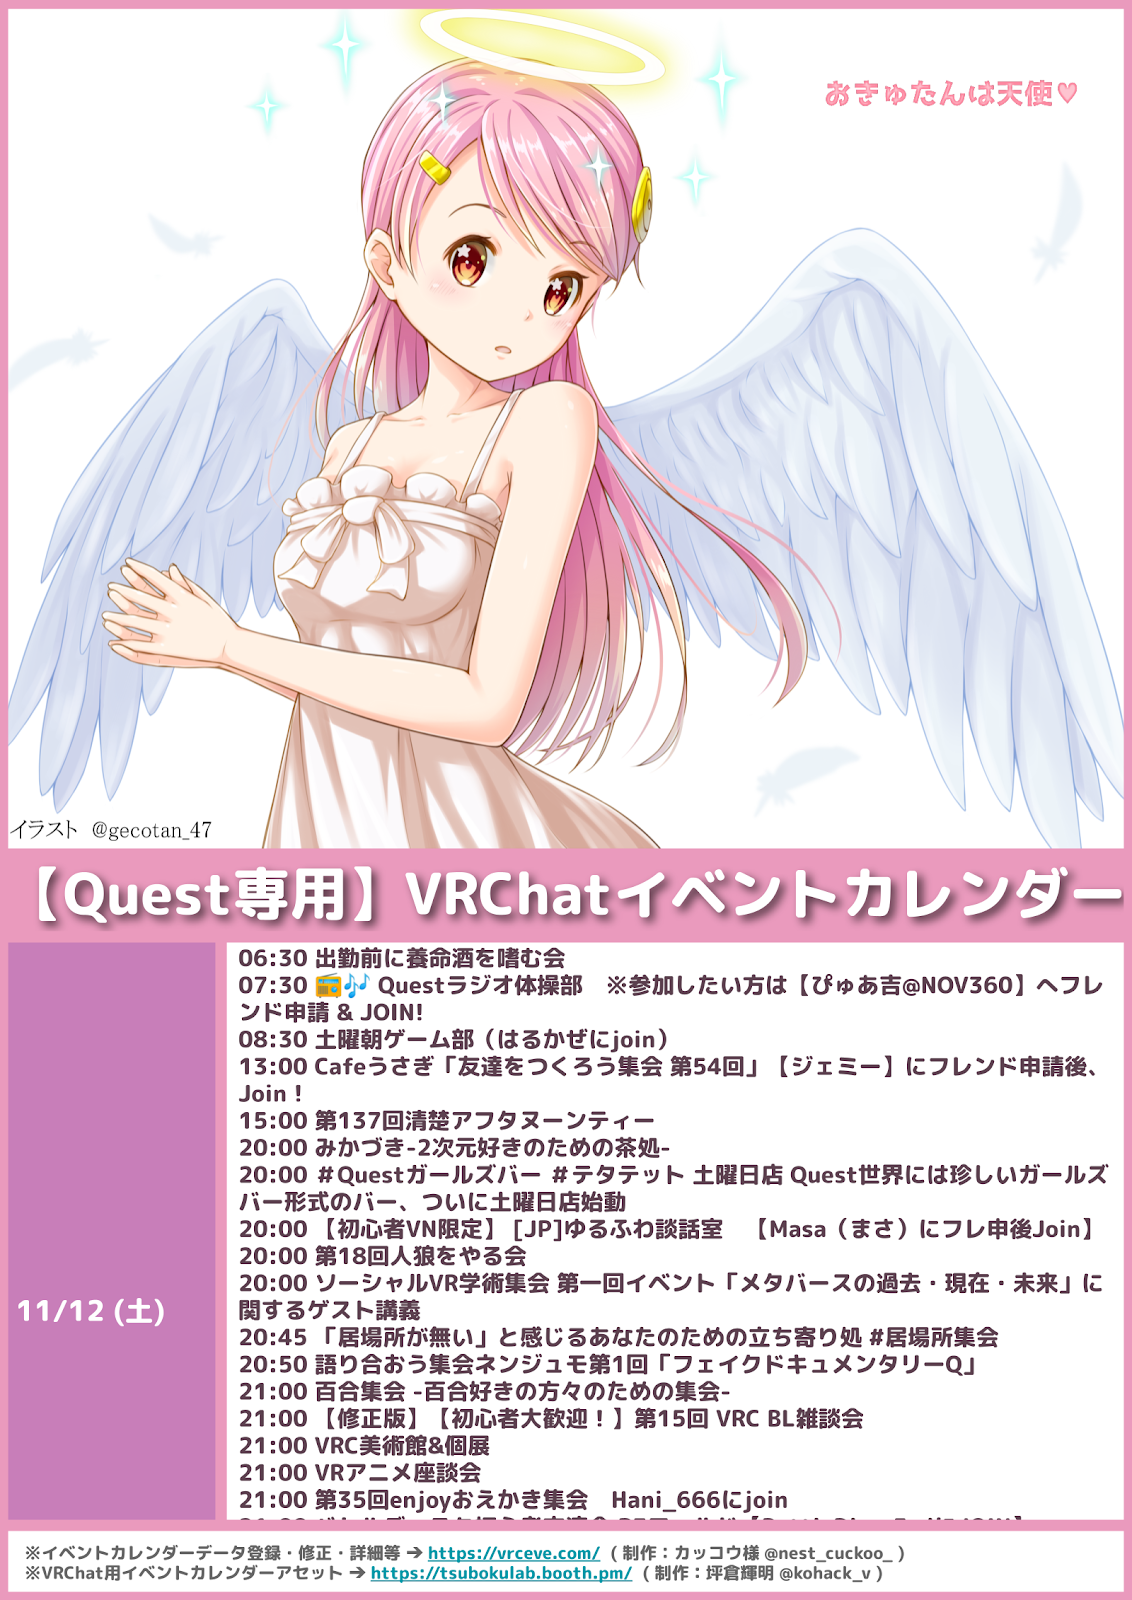 おきゅたんは天使♥
イラスト @gecotan_47
【Quest専用】VRChatイベントカレンダー
11/12 (土)
06:30 出勤前に養命酒を嗜む会
07:30 📻🎶 Questラジオ体操部　※参加したい方は【ぴゅあ吉@NOV360】へフレ
ンド申請 & JOIN!
08:30 土曜朝ゲーム部（はるかぜにjoin）
13:00 Cafeうさぎ「友達をつくろう集会 第54回」【ジェミー】にフレンド申請後、
Join！
15:00 第137回清楚アフタヌーンティー
20:00 みかづき-2次元好きのための茶処-
20:00 ＃Questガールズバー ＃テタテット 土曜日店 Quest世界には珍しいガールズ
バー形式のバー、ついに土曜日店始動
20:00 【初心者VN限定】 [JP]ゆるふわ談話室　【Masa（まさ）にフレ申後Join】
20:00 第18回人狼をやる会
20:00 ソーシャルVR学術集会 第一回イベント「メタバースの過去・現在・未来」に
関するゲスト講義
20:45 「居場所が無い」と感じるあなたのための立ち寄り処 #居場所集会
20:50 語り合おう集会ネンジュモ第1回「フェイクドキュメンタリーQ」
21:00 百合集会 -百合好きの方々のための集会-
21:00 【修正版】【初心者大歓迎！】第15回 VRC BL雑談会
21:00 VRC美術館&個展
21:00 VRアニメ座談会
21:00 第35回enjoyおえかき集会　Hani_666にjoin
※イベントカレンダーデータ登録・修正・詳細等 ➔ https://vrceve.com/ （ 制作：カッコウ様 @nest_cuckoo_ ）
※VRChat用イベントカレンダーアセット ➔ https://tsubokulab.booth.pm/ （ 制作：坪倉輝明 @kohack_v ）